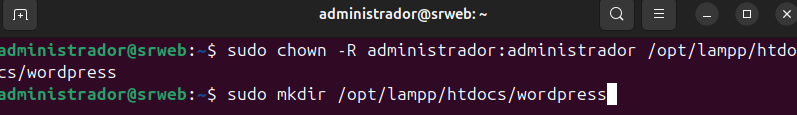 administrador@srweb: ~
administrador@srweb:~$ sudo chown -R administrador:administrador /opt/lampp/htdo
cs/wordpress
administrador@srweb:~$ sudo mkdir /opt/lampp/htdocs/wordpress